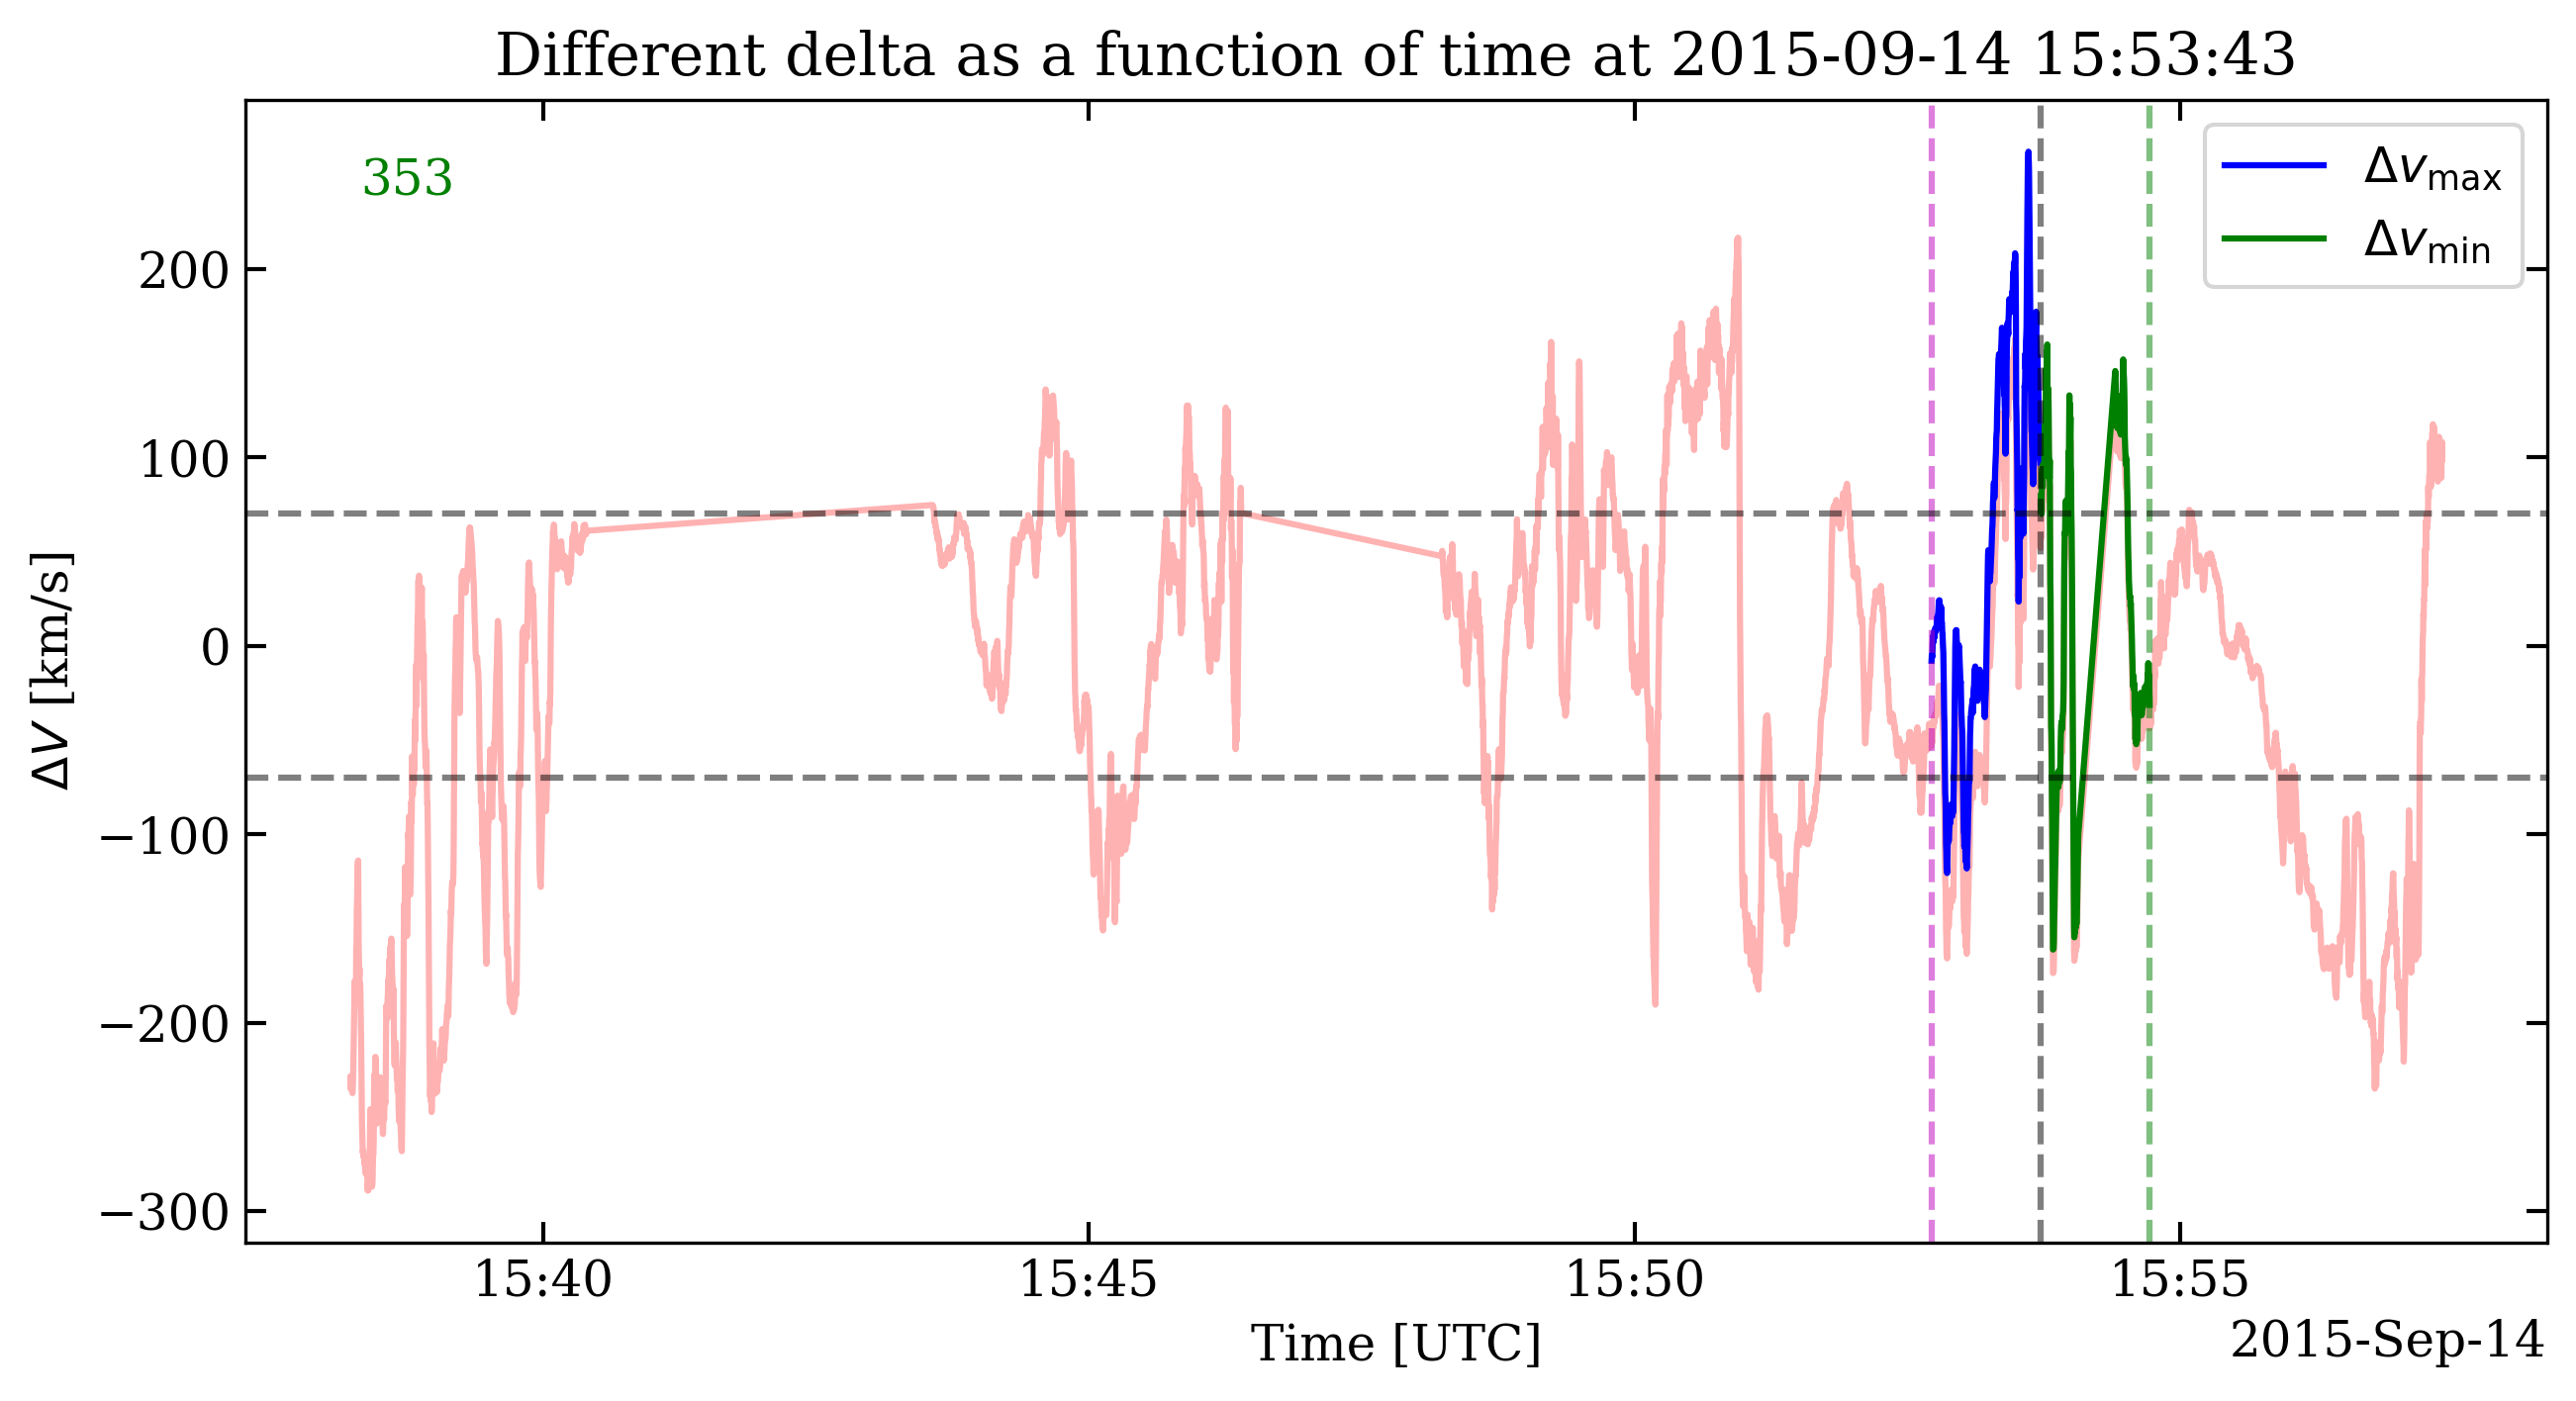 Different delta as a function of time at 2015-09-14 15:53:43
353
Δv_max
Δv_min
200
100
0
−100
−200
−300
ΔV [km/s]
15:40 15:45 15:50 15:55
Time [UTC]
2015-Sep-14